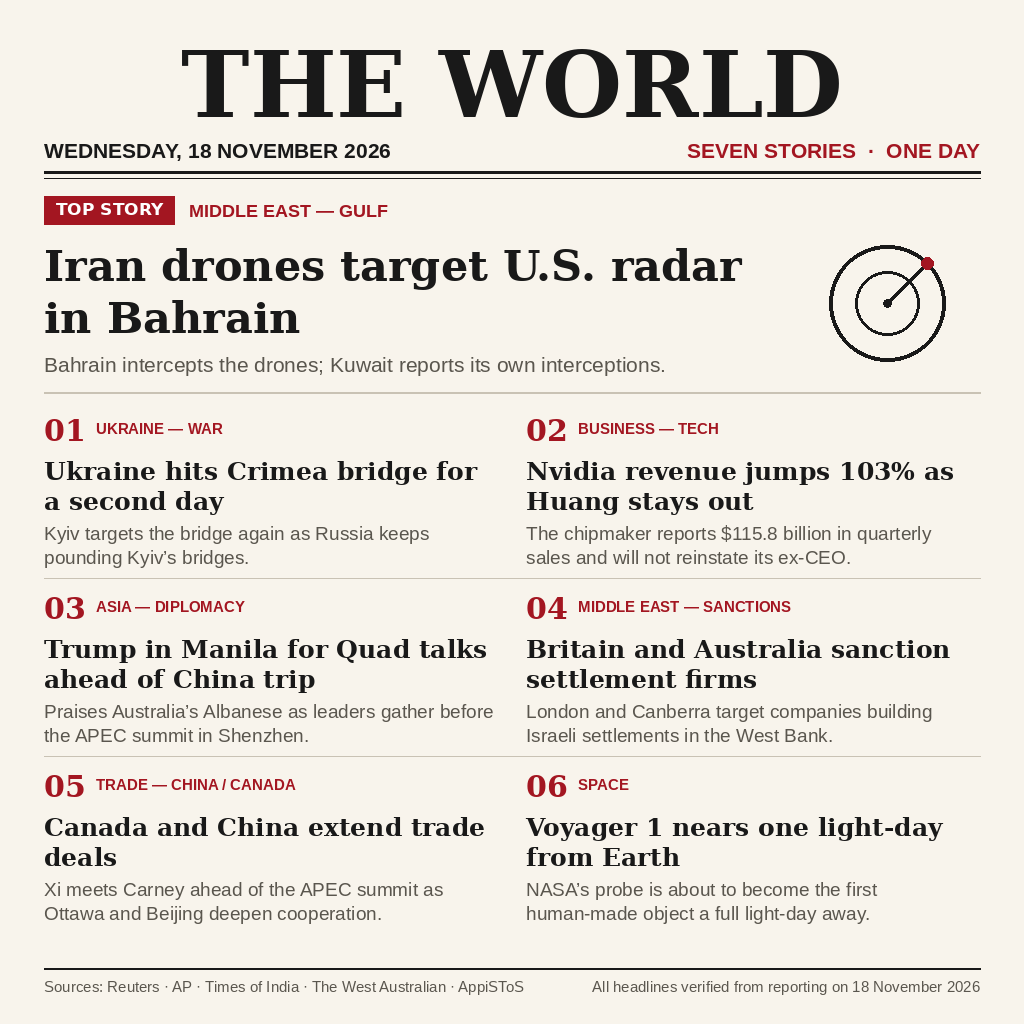 THE WORLD
WEDNESDAY, 18 NOVEMBER 2026
SEVEN STORIES · ONE DAY
TOP STORY
MIDDLE EAST — GULF
Iran drones target U.S. radar
in Bahrain
Bahrain intercepts the drones; Kuwait reports its own interceptions.
01 UKRAINE — WAR
Ukraine hits Crimea bridge for
a second day
Kyiv targets the bridge again as Russia keeps
pounding Kyiv’s bridges.
02 BUSINESS — TECH
Nvidia revenue jumps 103% as
Huang stays out
The chipmaker reports $115.8 billion in quarterly
sales and will not reinstate its ex-CEO.
03 ASIA — DIPLOMACY
Trump in Manila for Quad talks
ahead of China trip
Praises Australia’s Albanese as leaders gather before
the APEC summit in Shenzhen.
04 MIDDLE EAST — SANCTIONS
Britain and Australia sanction
settlement firms
London and Canberra target companies building
Israeli settlements in the West Bank.
05 TRADE — CHINA / CANADA
Canada and China extend trade
deals
Xi meets Carney ahead of the APEC summit as
Ottawa and Beijing deepen cooperation.
06 SPACE
Voyager 1 nears one light-day
from Earth
NASA’s probe is about to become the first
human-made object a full light-day away.
Sources: Reuters · AP · Times of India · The West Australian · AppiSToS
All headlines verified from reporting on 18 November 2026